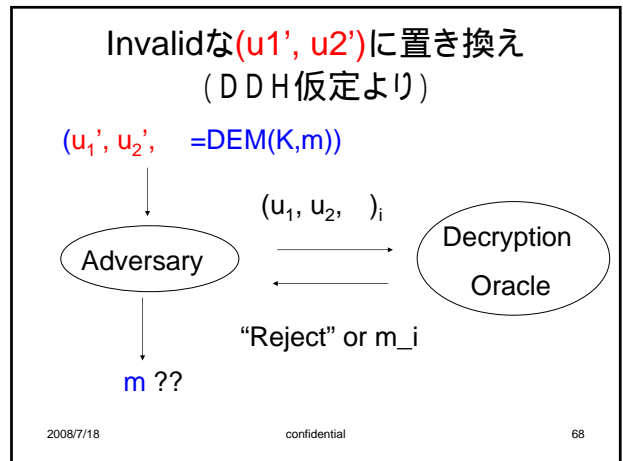 Invalidな(u1', u2')に置き換え
(ＤＤＨ仮定より)
(u₁’, u₂’, =DEM(K,m))
(u₁, u₂, )ᵢ
Adversary
Decryption
Oracle
“Reject” or m_i
m ??
2008/7/18 confidential 68